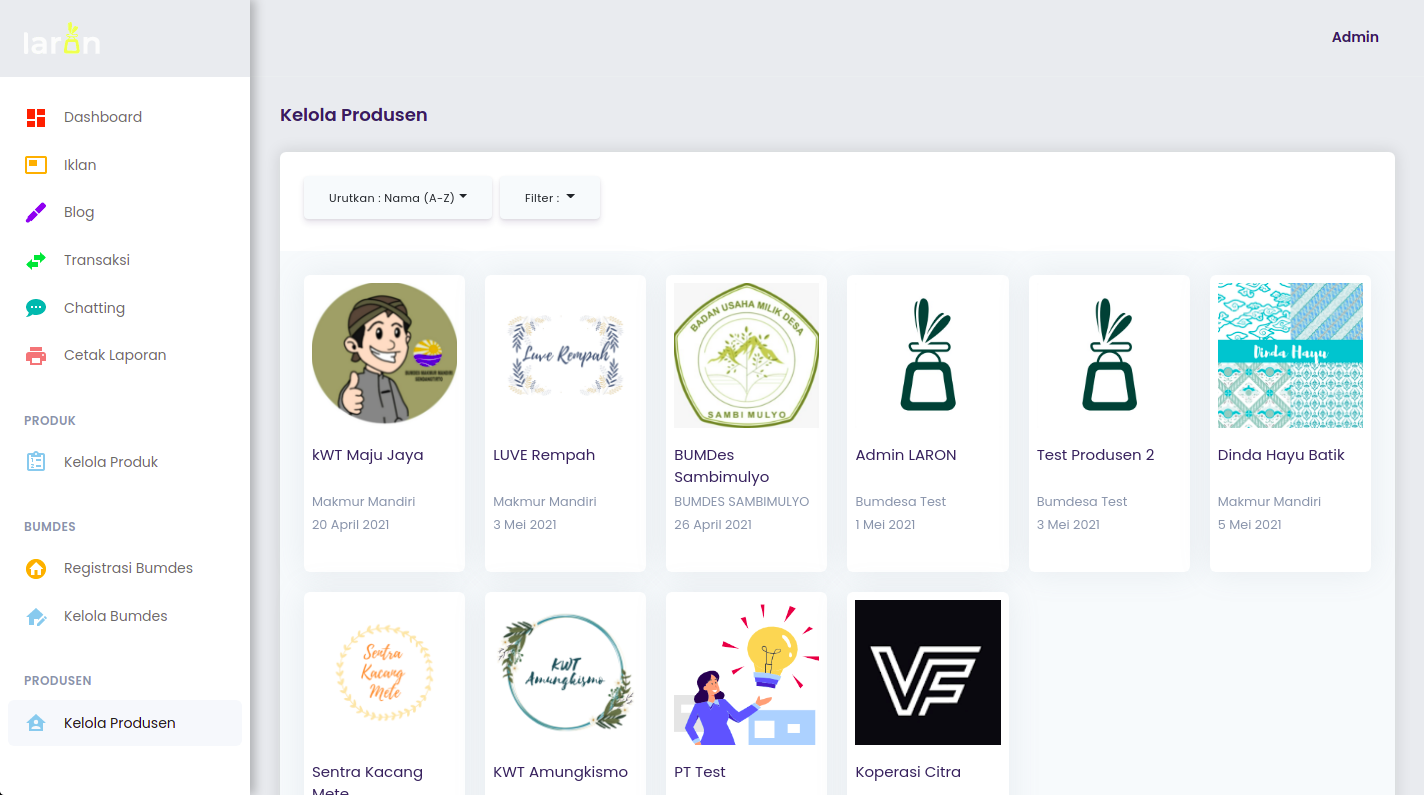 laron
Admin
Dashboard
Iklan
Blog
Transaksi
Chatting
Cetak Laporan
PRODUK
Kelola Produk
BUMDES
Registrasi Bumdes
Kelola Bumdes
PRODUSEN
Kelola Produsen
Kelola Produsen
Urutkan : Nama (A-Z)
Filter :
kWT Maju Jaya
Makmur Mandiri
20 April 2021
Luve Rempah
LUVE Rempah
Makmur Mandiri
3 Mei 2021
BADAN USAHA MILIK DESA
SAMBI MULYO
BUMDes
Sambimulyo
BUMDES SAMBIMULYO
26 April 2021
Admin LARON
Bumdesa Test
1 Mei 2021
Test Produsen 2
Bumdesa Test
3 Mei 2021
Dinda Hayu
Dinda Hayu Batik
Makmur Mandiri
5 Mei 2021
Sentra
Kacang
Mete
Sentra Kacang
Mete
KWT
Amungkismo
KWT Amungkismo
PT Test
VF
Koperasi Citra